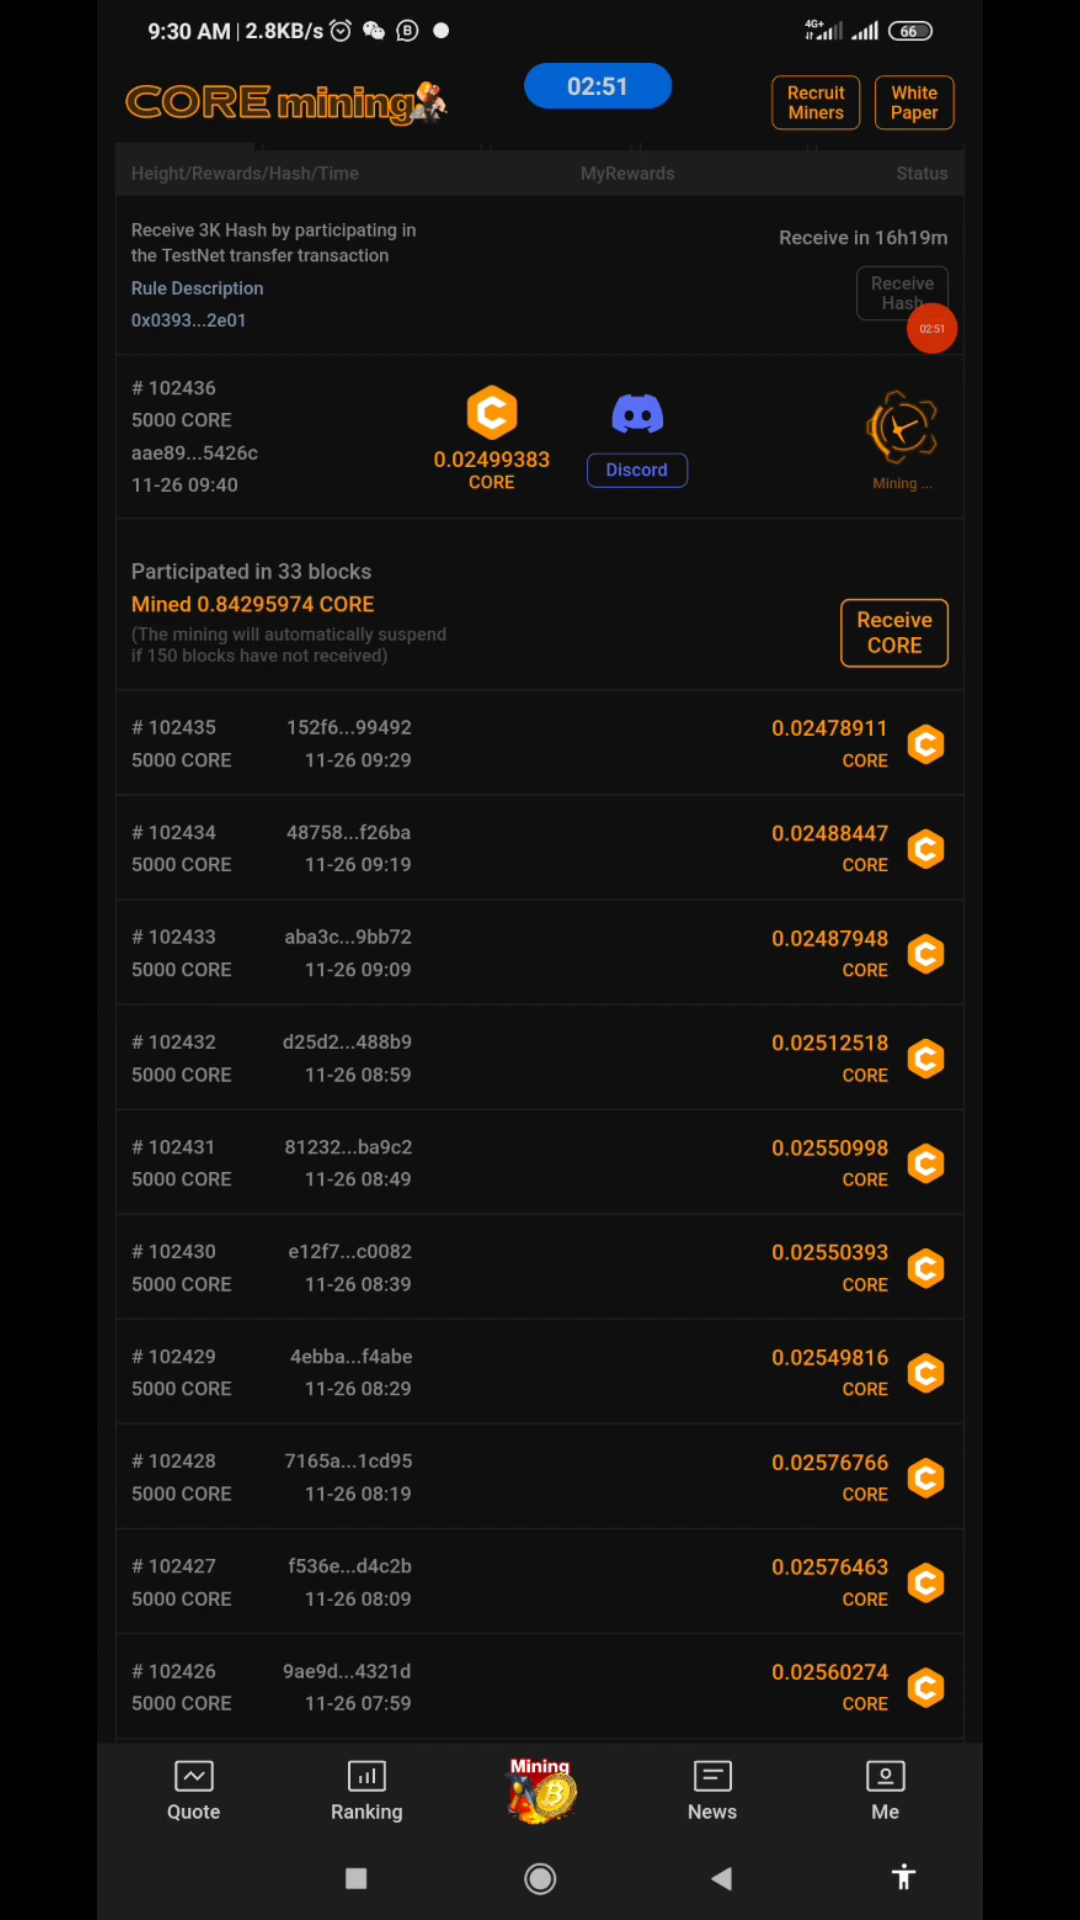 9:30 AM | 2.8KB/s
4G+
66
CORE mining
02:51
Recruit Miners
White Paper
Height/Rewards/Hash/Time MyRewards Status
Receive 3K Hash by participating in
the TestNet transfer transaction
Receive in 16h19m
Rule Description
0x0393...2e01
Receive Hash
02:51
# 102436
5000 CORE
aae89...5426c
11-26 09:40
0.02499383
CORE
Discord
Mining ...
Participated in 33 blocks
Mined 0.84295974 CORE
(The mining will automatically suspend
if 150 blocks have not received)
Receive
CORE
# 102435 152f6...99492 0.02478911
5000 CORE 11-26 09:29 CORE
# 102434 48758...f26ba 0.02488447
5000 CORE 11-26 09:19 CORE
# 102433 aba3c...9bb72 0.02487948
5000 CORE 11-26 09:09 CORE
# 102432 d25d2...488b9 0.02512518
5000 CORE 11-26 08:59 CORE
# 102431 81232...ba9c2 0.02550998
5000 CORE 11-26 08:49 CORE
# 102430 e12f7...c0082 0.02550393
5000 CORE 11-26 08:39 CORE
# 102429 4ebba...f4abe 0.02549816
5000 CORE 11-26 08:29 CORE
# 102428 7165a...1cd95 0.02576766
5000 CORE 11-26 08:19 CORE
# 102427 f536e...d4c2b 0.02576463
5000 CORE 11-26 08:09 CORE
# 102426 9ae9d...4321d 0.02560274
5000 CORE 11-26 07:59 CORE
Mining
Quote Ranking News Me